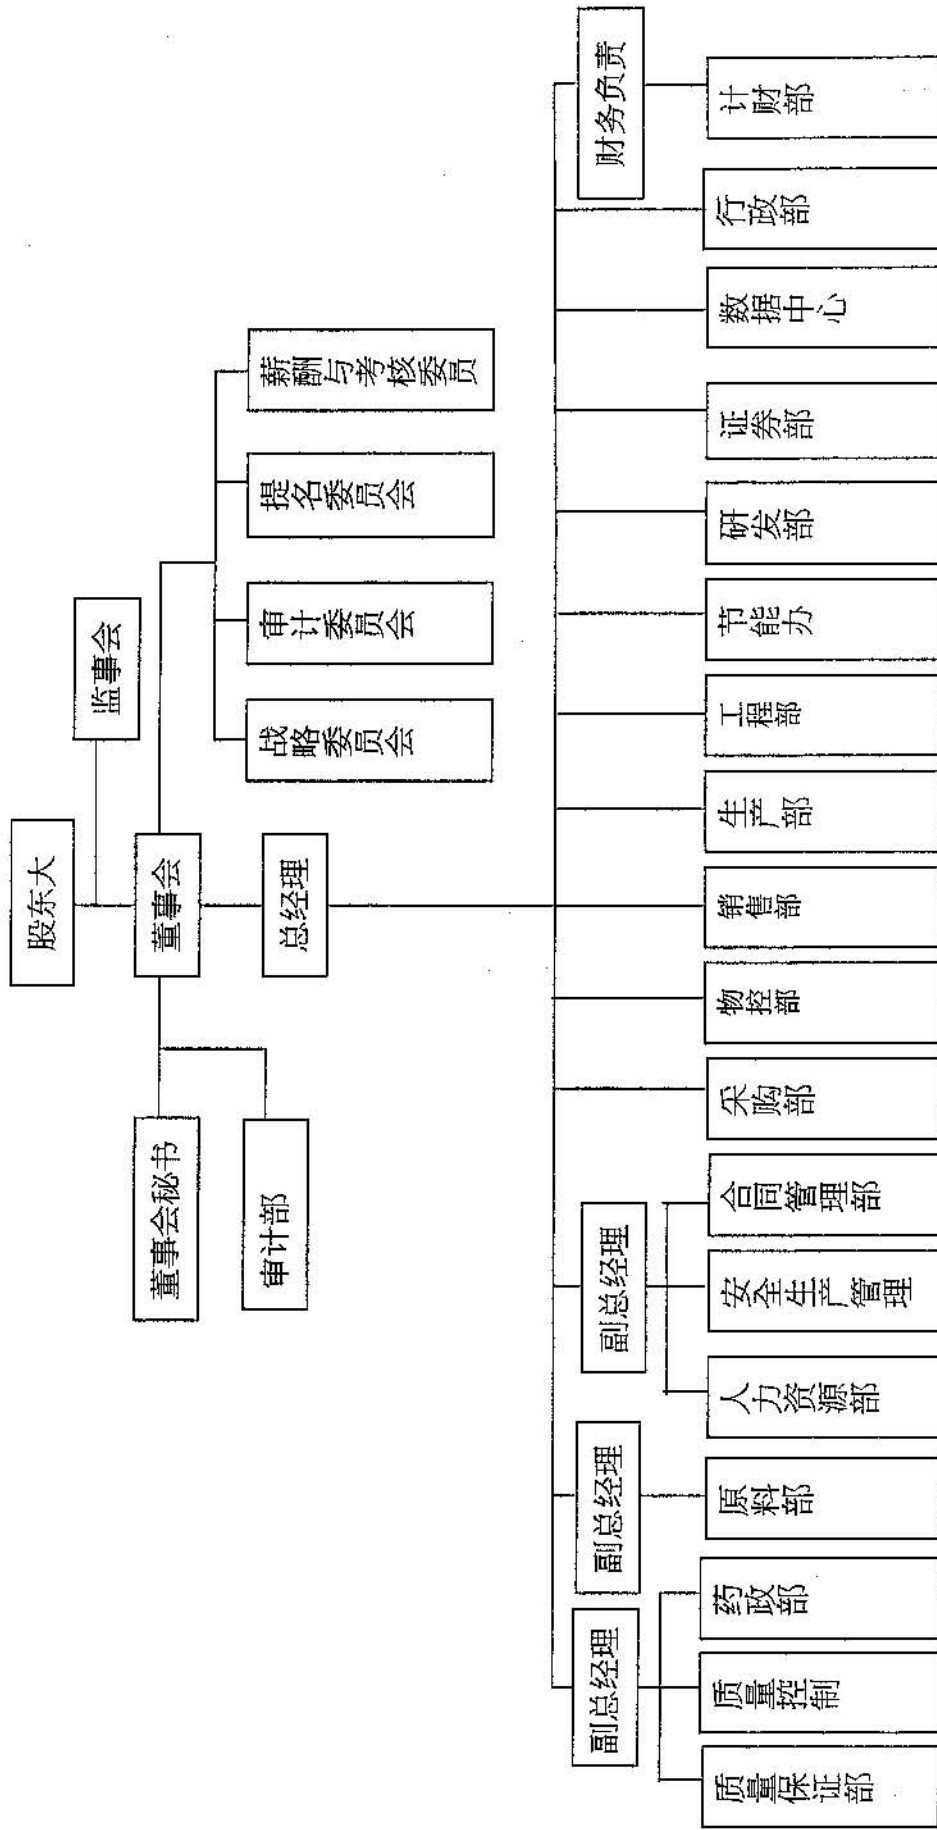 股东大
监事会
董事会
董事会秘书
审计部
总经理
战略委员会
审计委员会
提名委员会
薪酬与考核委员
副总经理
副总经理
副总经理
财务负责
质量保证部
质量控制
药政部
原料部
人力资源部
安全生产管理
合同管理部
采购部
物控部
销售部
生产部
工程部
节能办
研发部
证券部
数据中心
行政部
计财部